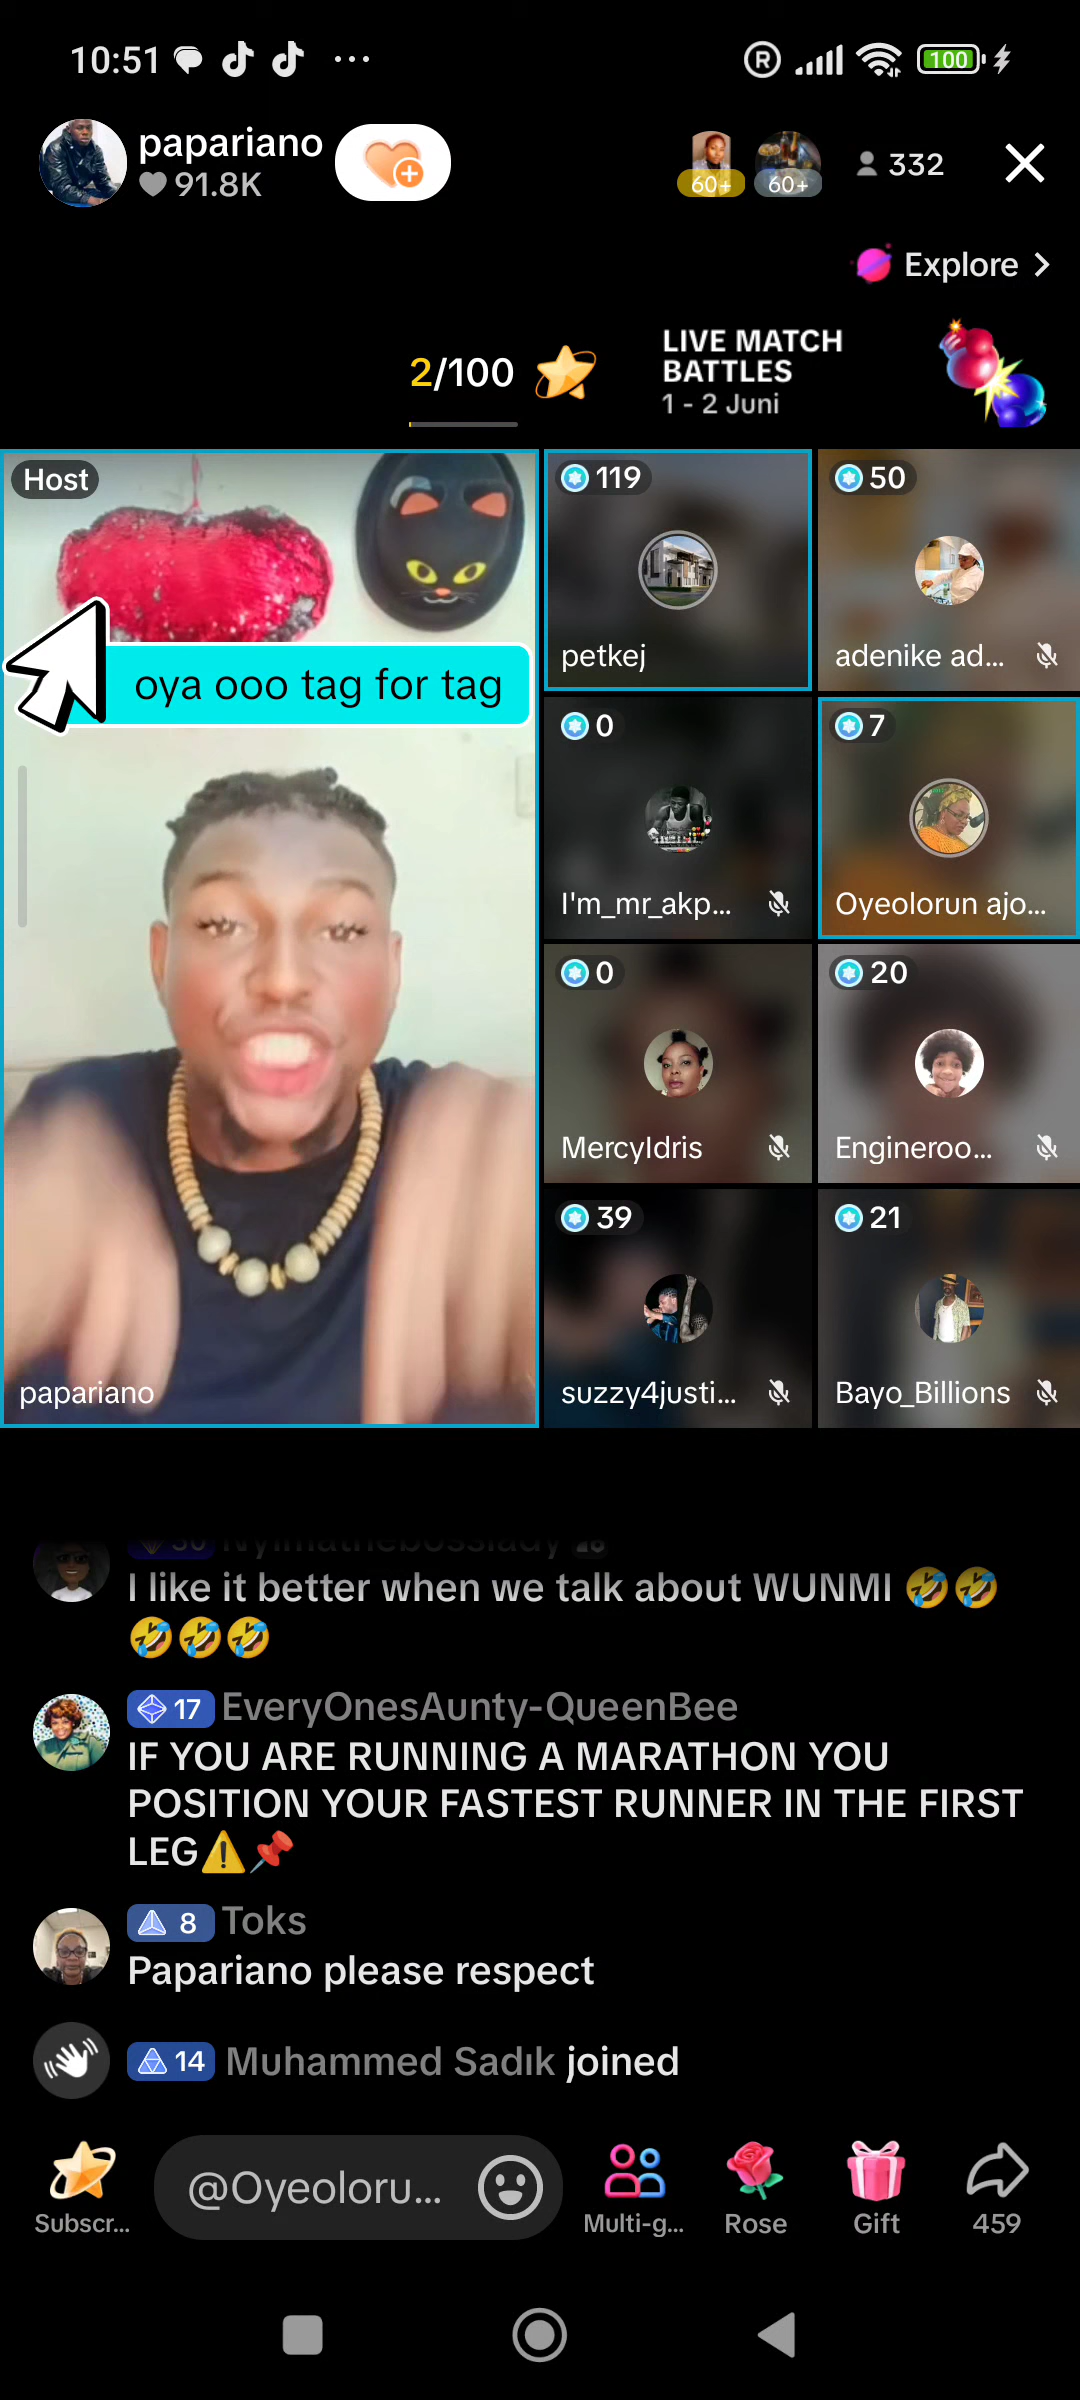 10:51
100
papariano
91.8K
60+
60+
332
Explore
2/100
LIVE MATCH
BATTLES
1 - 2 Juni
Host
oya ooo tag for tag
papariano
119
petkej
50
adenike ad...
0
I'm_mr_akp...
7
Oyeolorun ajo...
0
MercyIdris
20
Engineroo...
39
suzzy4justi...
21
Bayo_Billions
I like it better when we talk about WUNMI 🤣🤣
🤣🤣🤣
17 EveryOnesAunty-QueenBee
IF YOU ARE RUNNING A MARATHON YOU
POSITION YOUR FASTEST RUNNER IN THE FIRST
LEG⚠️📌
8 Toks
Papariano please respect
14 Muhammed Sadık joined
@Oyeoloru...
Subscr...
Multi-g...
Rose
Gift
459